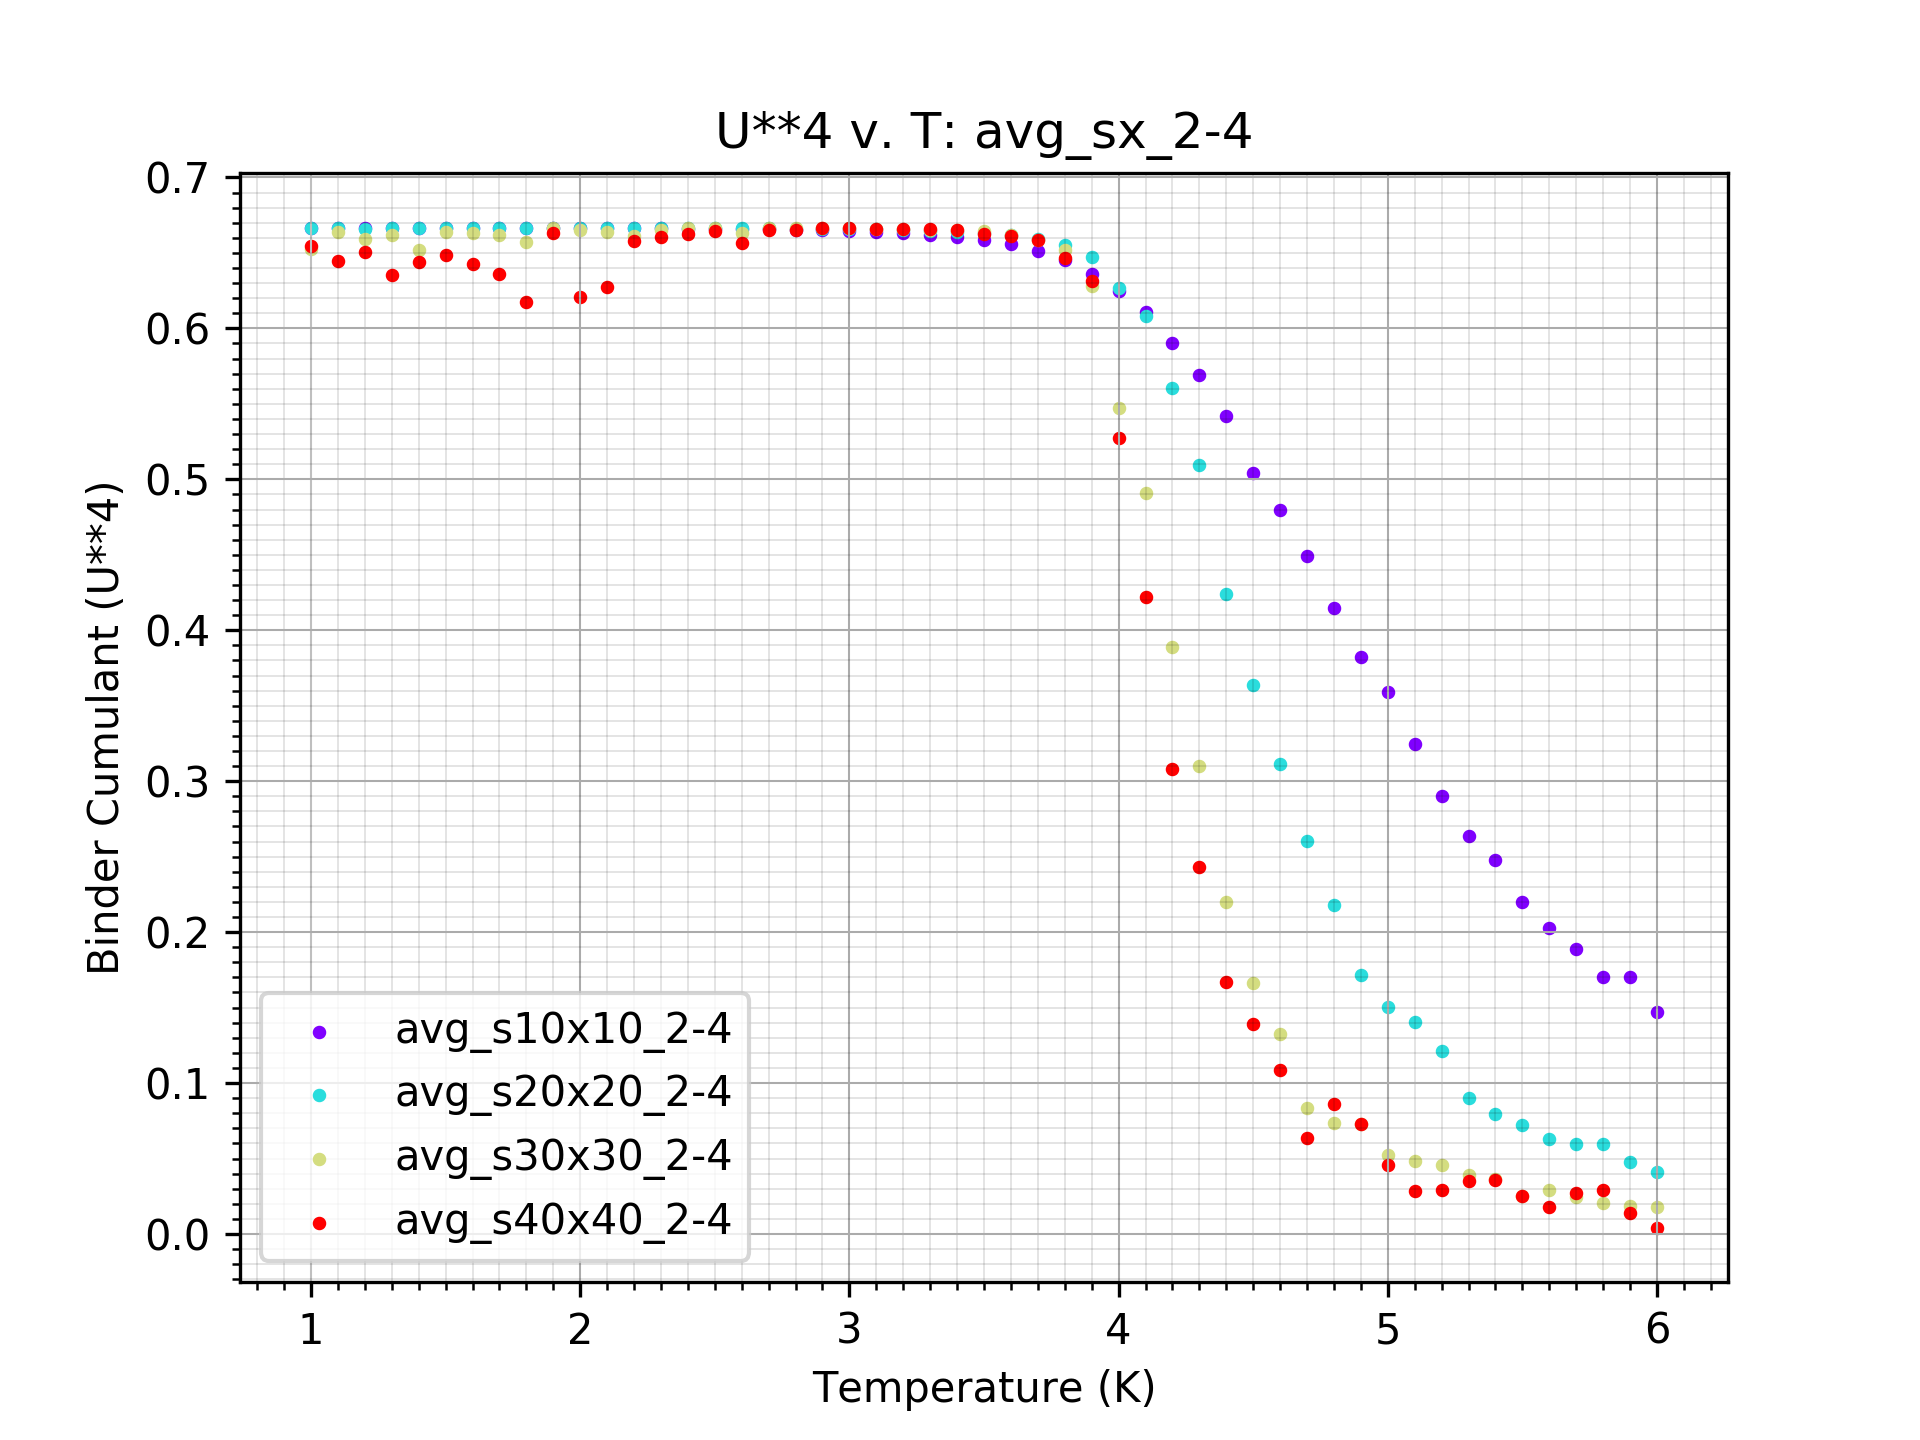 U**4 v. T: avg_sx_2-4
Binder Cumulant (U**4)
0.7
0.6
0.5
0.4
0.3
0.2
0.1
0.0
avg_s10x10_2-4
avg_s20x20_2-4
avg_s30x30_2-4
avg_s40x40_2-4
1 2 3 4 5 6
Temperature (K)